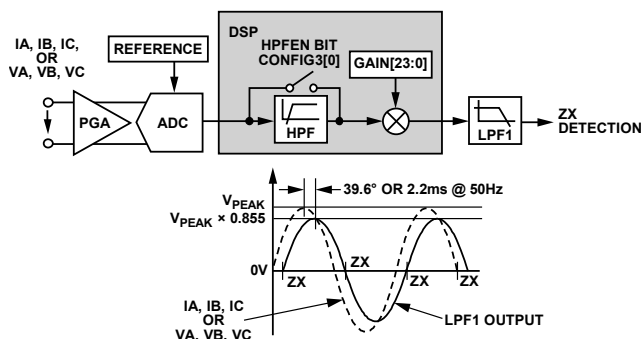 IA, IB, IC,
OR
VA, VB, VC
REFERENCE
PGA
ADC
DSP
HPFEN BIT
CONFIG3[0]
HPF
GAIN[23:0]
LPF1
ZX
DETECTION
39.6° OR 2.2ms @ 50Hz
VPEAK
VPEAK × 0.855
0V
ZX
ZX
ZX
ZX
IA, IB, IC
OR
VA, VB, VC
LPF1 OUTPUT